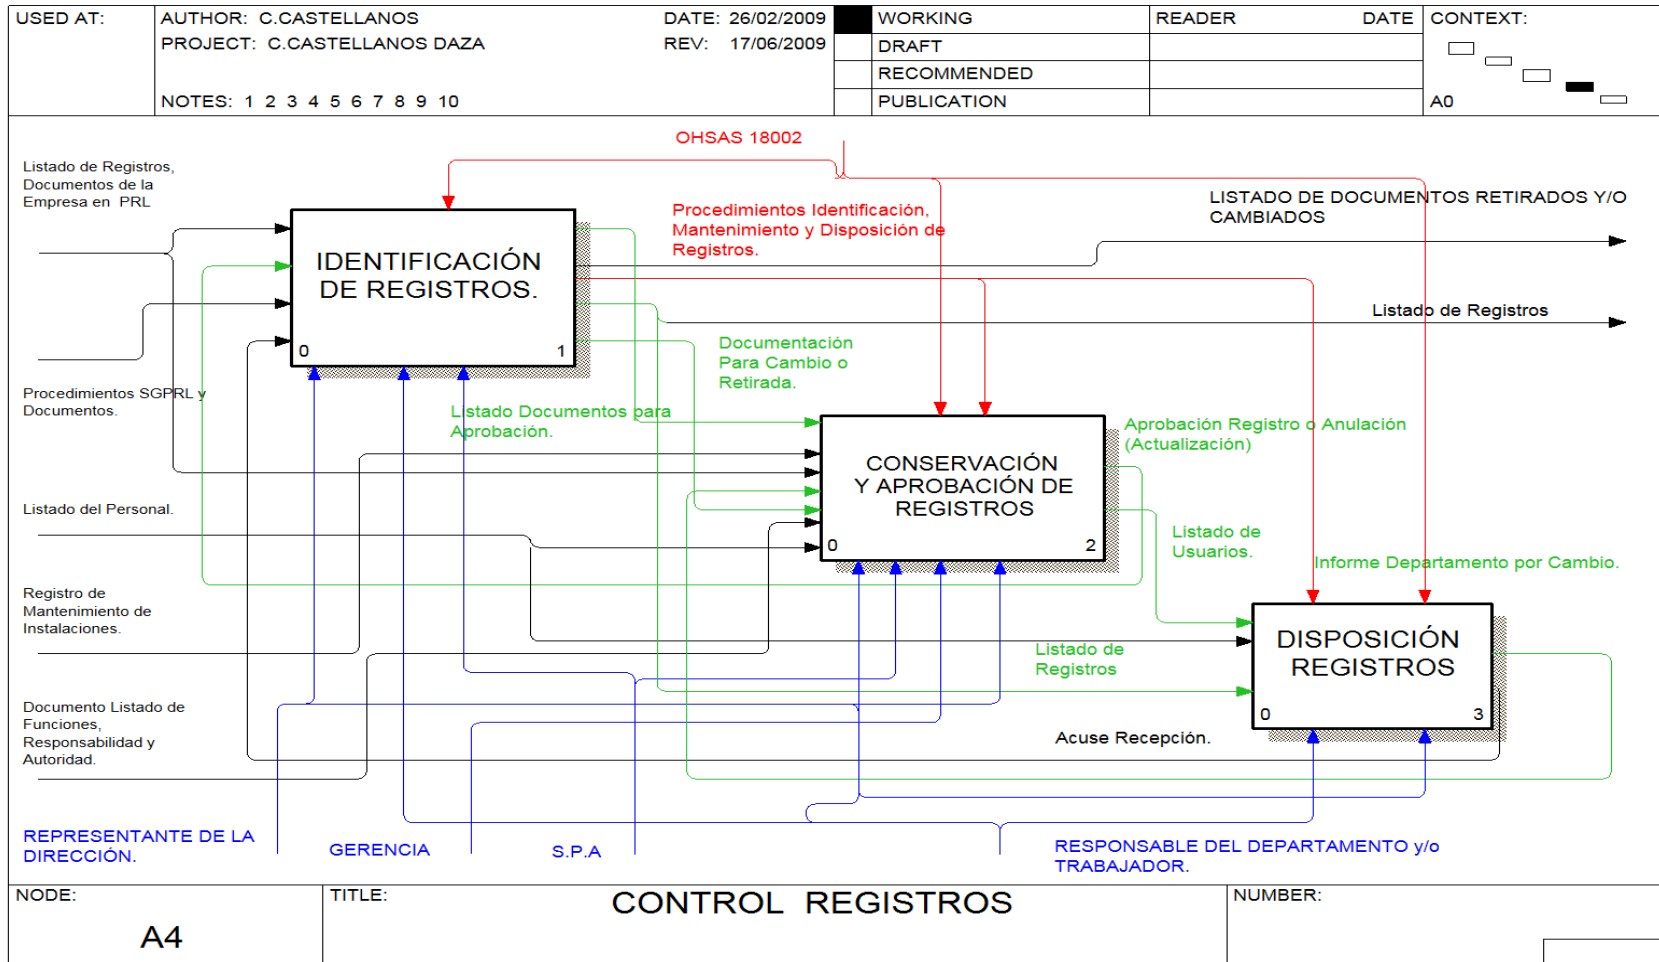 USED AT:
AUTHOR: C.CASTELLANOS
DATE: 26/02/2009
PROJECT: C.CASTELLANOS DAZA
REV: 17/06/2009
NOTES: 1 2 3 4 5 6 7 8 9 10
WORKING
DRAFT
RECOMMENDED
PUBLICATION
READER
DATE
CONTEXT:
A0
OHSAS 18002
Listado de Registros,
Documentos de la
Empresa en PRL
LISTADO DE DOCUMENTOS RETIRADOS Y/O
CAMBIADOS
Procedimientos Identificación,
Mantenimiento y Disposición de
Registros.
IDENTIFICACIÓN
DE REGISTROS.
0
1
Listado de Registros
Documentación
Para Cambio o
Retirada.
Procedimientos SGPRL y
Documentos.
Listado Documentos para
Aprobación.
Aprobación Registro o Anulación
(Actualización)
CONSERVACIÓN
Y APROBACIÓN DE
REGISTROS
0
2
Listado del Personal.
Listado de
Usuarios.
Informe Departamento por Cambio.
Registro de
Mantenimiento de
Instalaciones.
Listado de
Registros
DISPOSICIÓN
REGISTROS
0
3
Documento Listado de
Funciones,
Responsabilidad y
Autoridad.
Acuse Recepción.
REPRESENTANTE DE LA
DIRECCIÓN.
GERENCIA
S.P.A
RESPONSABLE DEL DEPARTAMENTO y/o
TRABAJADOR.
NODE:
A4
TITLE:
CONTROL REGISTROS
NUMBER: